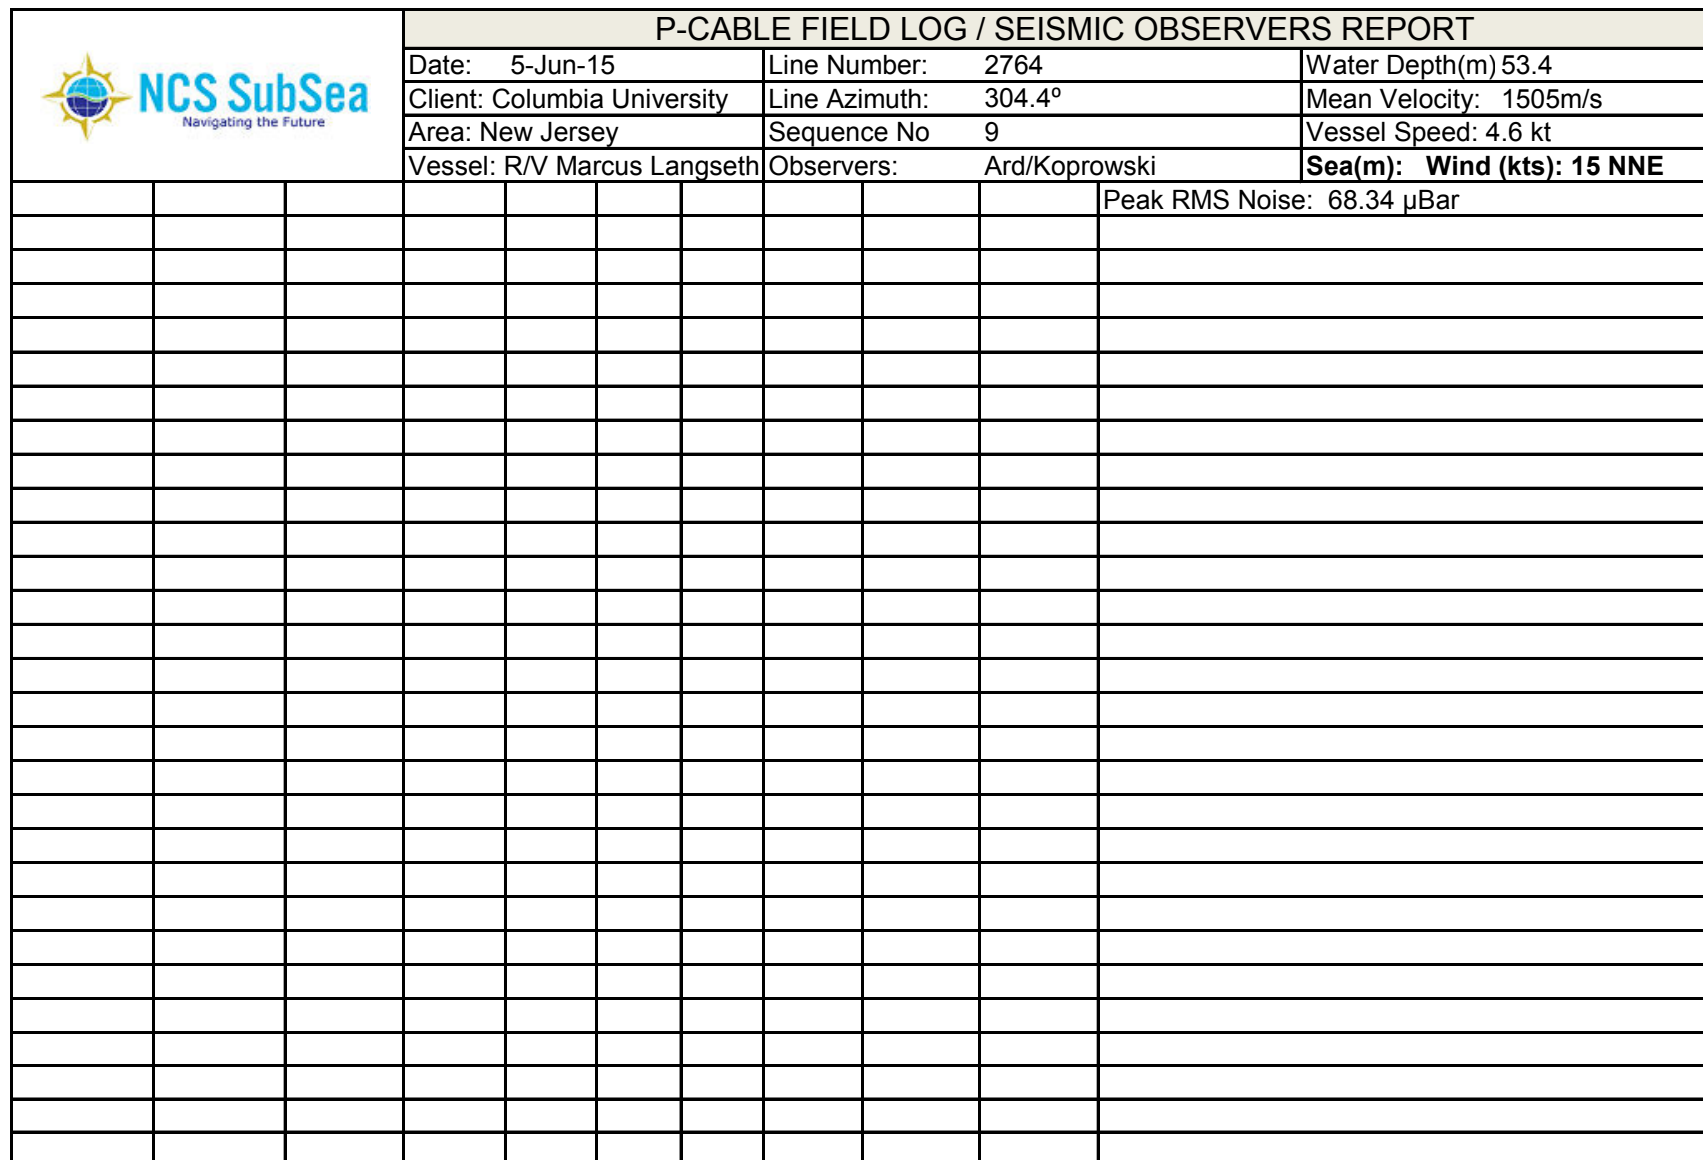 P-CABLE FIELD LOG / SEISMIC OBSERVERS REPORT
NCS SubSea
Navigating the Future
Date: 5-Jun-15 Line Number: 2764 Water Depth(m) 53.4
Client: Columbia University Line Azimuth: 304.4º Mean Velocity: 1505m/s
Area: New Jersey Sequence No 9 Vessel Speed: 4.6 kt
Vessel: R/V Marcus Langseth Observers: Ard/Koprowski Sea(m): Wind (kts): 15 NNE
Peak RMS Noise: 68.34 µBar